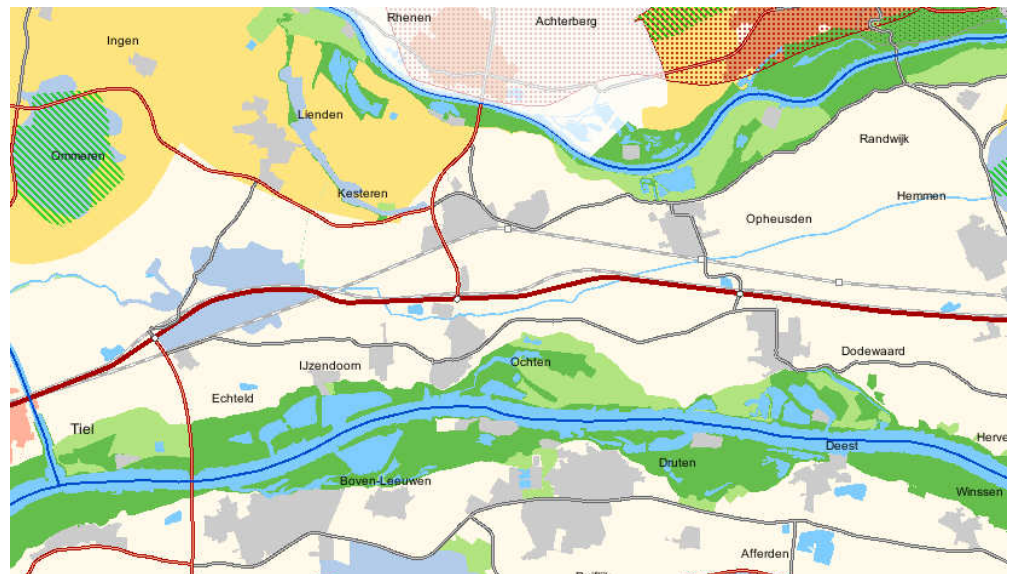 Rhenen
Achterberg
Ingen
Lienden
Randwijk
Ommeren
Kesteren
Hemmen
Opheusden
Dodewaard
Ochten
IJzendoorn
Echteld
Tiel
Deest
Herve
Druten
Boven-Leeuwen
Winssen
Afferden